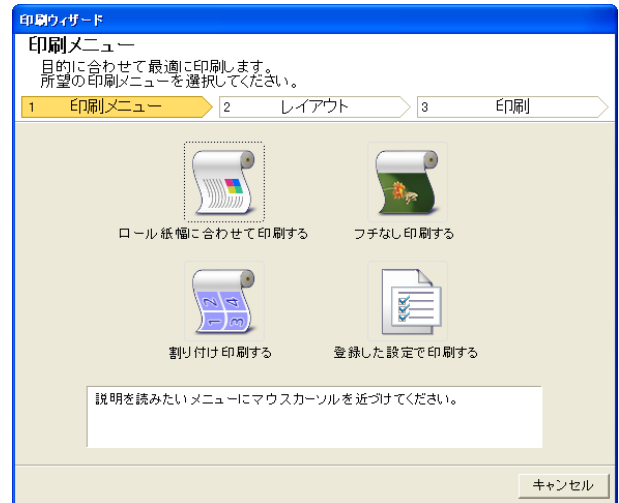 印刷ウィザード
印刷メニュー
目的に合わせて最適に印刷します。
所望の印刷メニューを選択してください。
1 印刷メニュー 2 レイアウト 3 印刷
ロール紙幅に合わせて印刷する フチなし印刷する
1 2 3 4
割り付け印刷する 登録した設定で印刷する
説明を読みたいメニューにマウスカーソルを近づけてください。
キャンセル